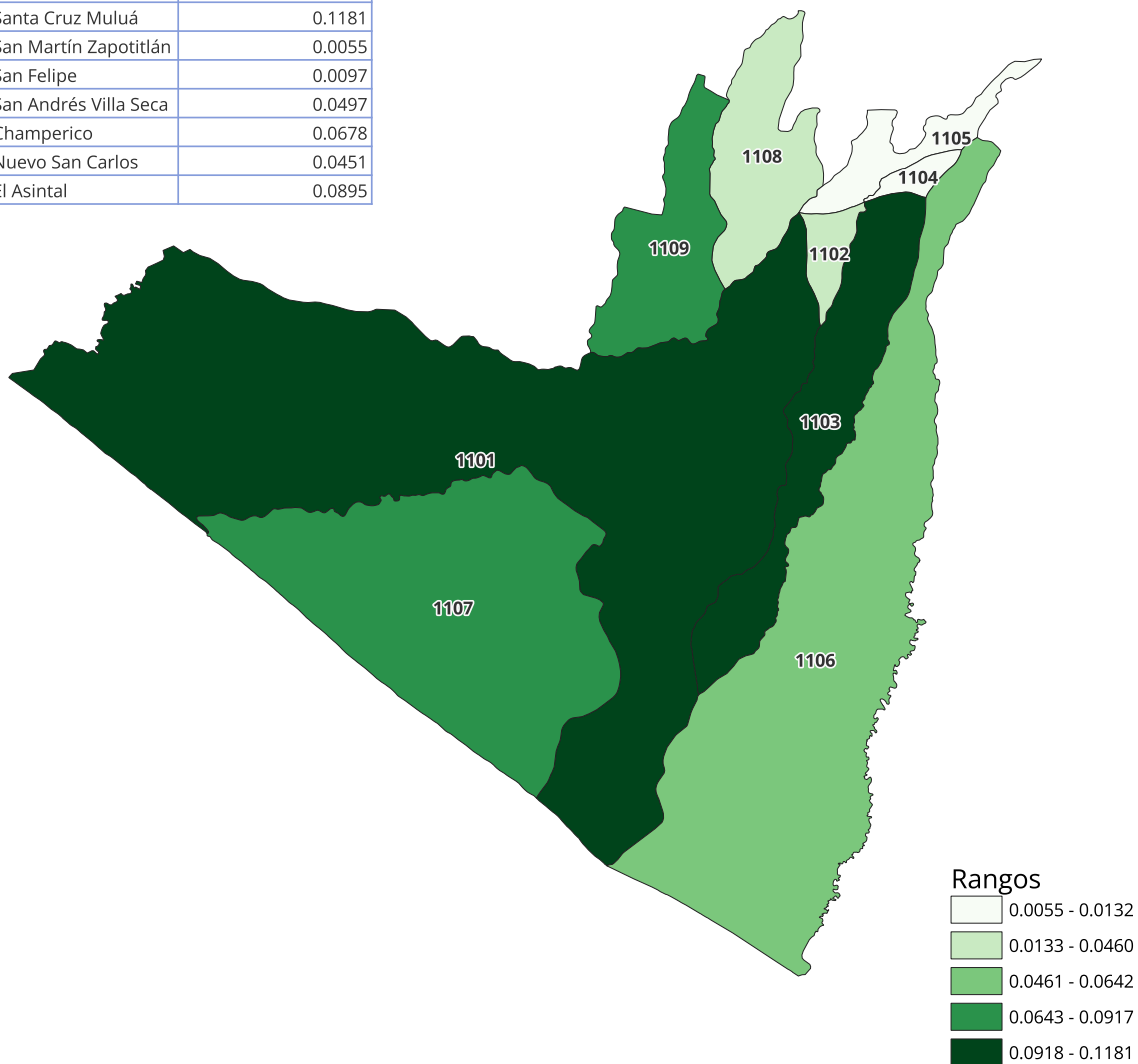 Santa Cruz Muluá 0.1181
San Martín Zapotitlán 0.0055
San Felipe 0.0097
San Andrés Villa Seca 0.0497
Champerico 0.0678
Nuevo San Carlos 0.0451
El Asintal 0.0895
1108
1105
1104
1109
1102
1103
1101
1107
1106
Rangos
0.0055 - 0.0132
0.0133 - 0.0460
0.0461 - 0.0642
0.0643 - 0.0917
0.0918 - 0.1181